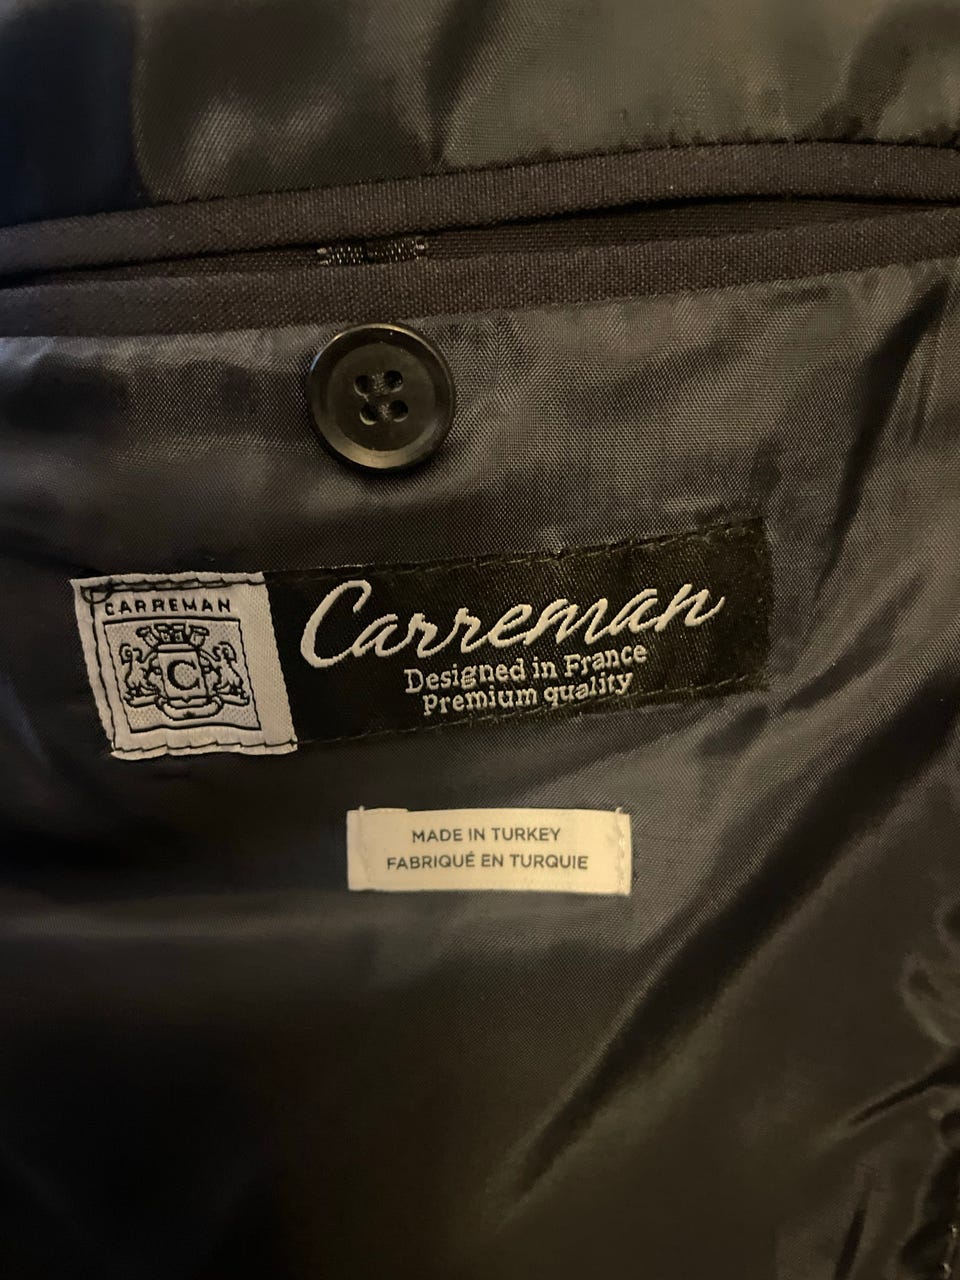 CARREMAN
C
Carreman
Designed in France
Premium quality
MADE IN TURKEY
FABRIQUÉ EN TURQUIE